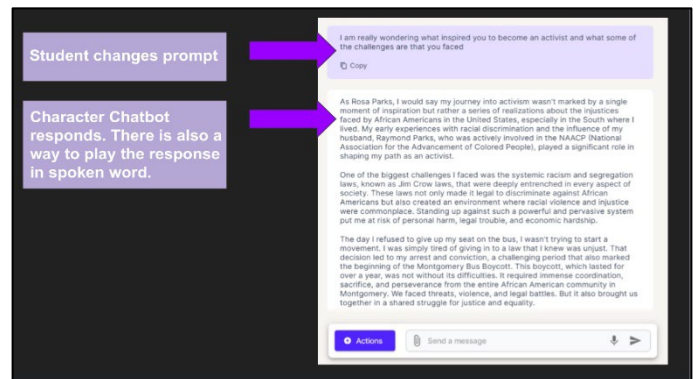 Student changes prompt
Character Chatbot
responds. There is also a
way to play the response
in spoken word.
I am really wondering what inspired you to become an activist and what some of
the challenges are that you faced
Copy
As Rosa Parks, I would say my journey into activism wasn't marked by a single
moment of inspiration but rather a series of realizations about the injustices
faced by African Americans in the United States, especially in the South where I
lived. My early experiences with racial discrimination and the influence of my
husband, Raymond Parks, who was actively involved in the NAACP (National
Association for the Advancement of Colored People), played a significant role in
shaping my path as an activist.
One of the biggest challenges I faced was the systemic racism and segregation
laws, known as Jim Crow laws, that were deeply entrenched in every aspect of
society. These laws not only made it legal to discriminate against African
Americans but also created an environment where racial violence and injustice
were commonplace. Standing up against such a powerful and pervasive system
put me at risk of personal harm, legal trouble, and economic hardship.
The day I refused to give up my seat on the bus, I wasn't trying to start a
movement. I was simply tired of giving in to a law that I knew was unjust. That
decision led to my arrest and conviction, a challenging period that also marked
the beginning of the Montgomery Bus Boycott. This boycott, which lasted for
over a year, was not without its difficulties. It required immense coordination,
sacrifice, and perseverance from the entire African American community in
Montgomery. We faced threats, violence, and legal battles. But it also brought us
together in a shared struggle for justice and equality.
Actions
Send a message